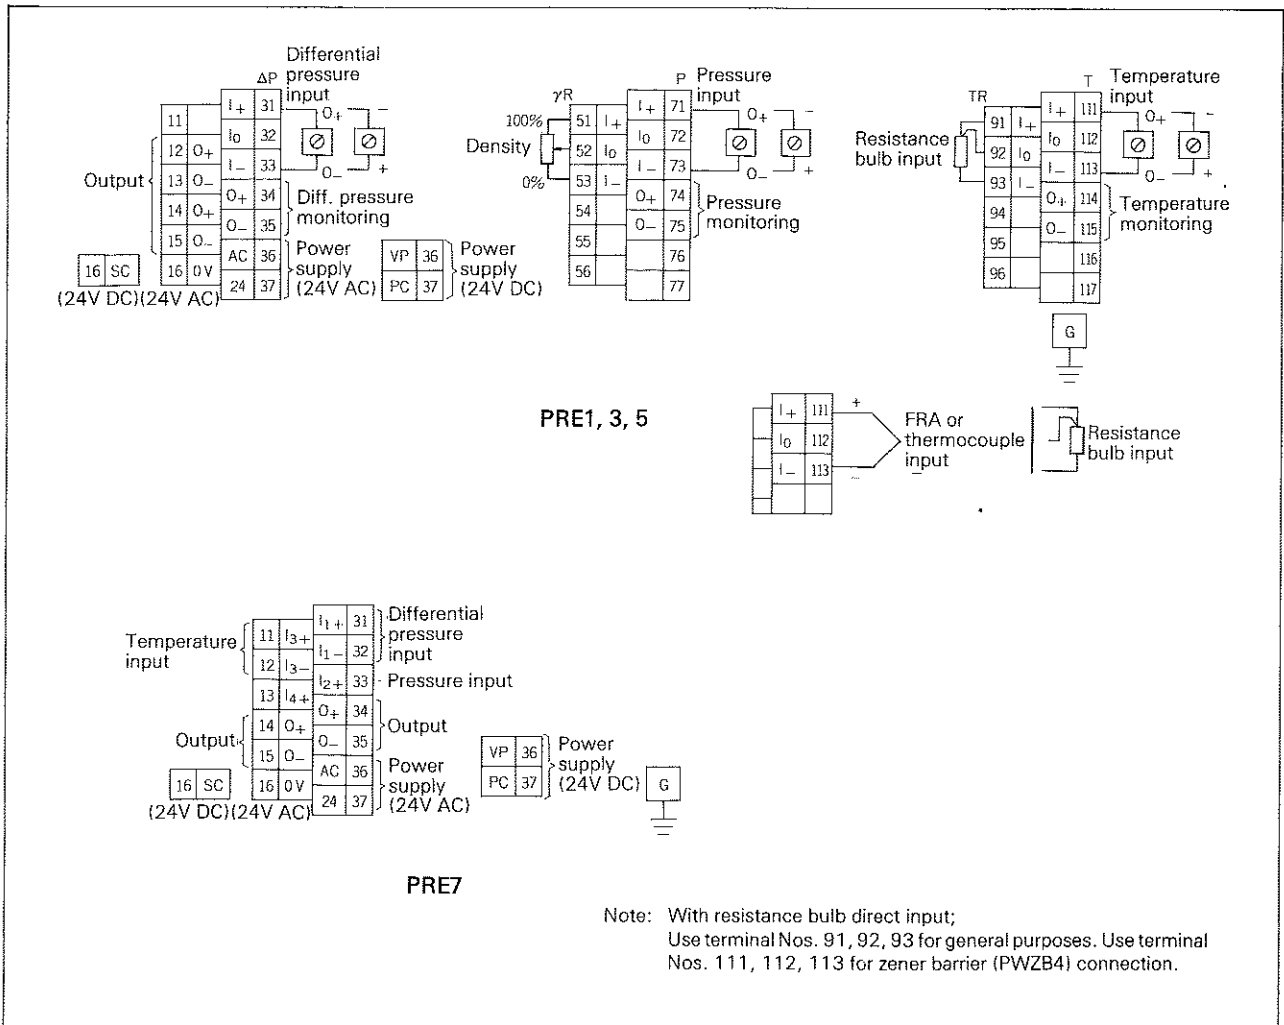 Differential
pressure
input
ΔP
11
12 O+
13 O−
14 O+
15 O−
16 0V
I+ 31
I0 32
I− 33
O+ 34
O− 35
AC 36
24 37
O+ −
O− +
Output
Diff. pressure
monitoring
Power
supply
(24V AC)
16 SC
(24V DC)(24V AC)
VP 36
PC 37
Power
supply
(24V DC)
γR
100%
Density
0%
51 I+
52 I0
53 I−
54
55
56
P
Pressure
input
I+ 71
I0 72
I− 73
O+ 74
O− 75
76
77
O+ −
O− +
Pressure
monitoring
TR
Resistance
bulb input
91 I+
92 I0
93 I−
94
95
96
T
Temperature
input
I+ 111
I0 112
I− 113
O+ 114
O− 115
116
117
O+ −
O− +
Temperature
monitoring
G
PRE1, 3, 5
I+ 111
I0 112
I− 113
+
−
FRA or
thermocouple
input
Resistance
bulb input
Temperature
input
11 I3+
12 I3−
13 I4+
14 O+
15 O−
16 0V
I1+ 31
I1− 32
I2+ 33
O+ 34
O− 35
AC 36
24 37
Differential
pressure
input
Pressure input
Output
Output
Power
supply
(24V AC)
16 SC
(24V DC)(24V AC)
VP 36
PC 37
Power
supply
(24V DC)
G
PRE7
Note: With resistance bulb direct input;
Use terminal Nos. 91, 92, 93 for general purposes. Use terminal
Nos. 111, 112, 113 for zener barrier (PWZB4) connection.